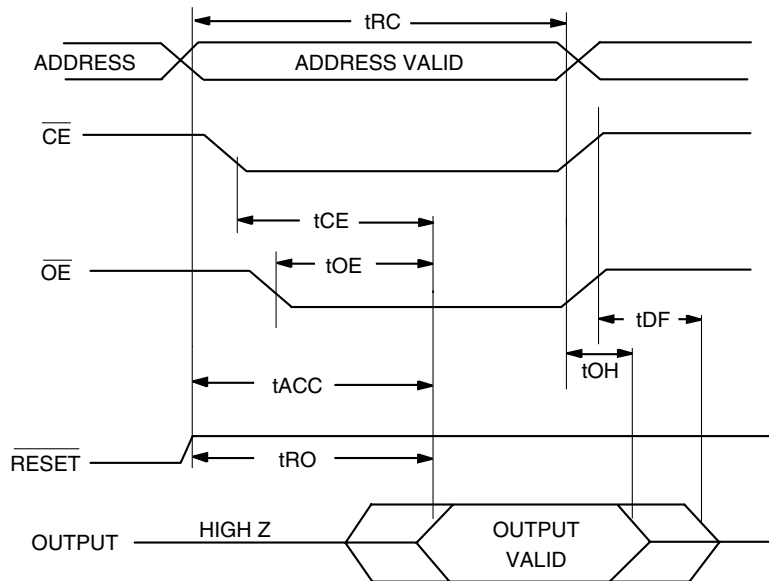 tRC
ADDRESS
ADDRESS VALID
CE
tCE
OE
tOE
tDF
tOH
tACC
RESET
tRO
OUTPUT
HIGH Z
OUTPUT
VALID